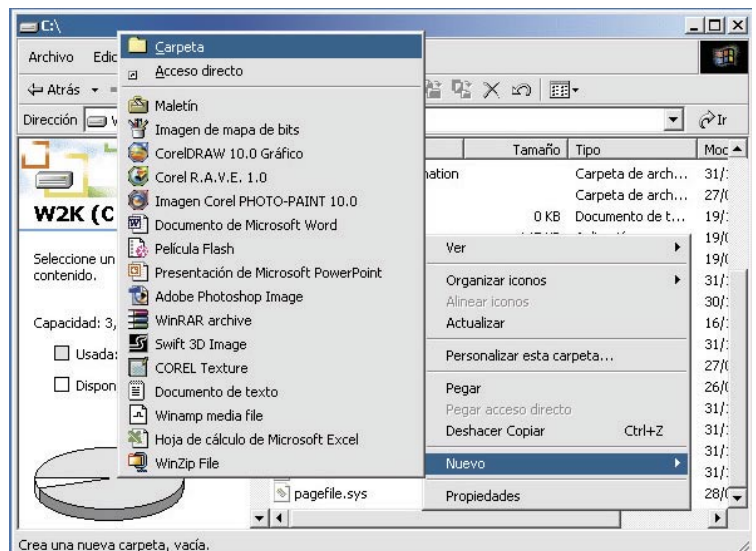 C:\
Archivo Edic
Atrás
Dirección W Ir
Tamaño Tipo
Carpeta de arch... 31/
Carpeta de arch... 27/
0 KB Documento de t... 19/
19/
19/
31/
30/
16/
31/
27/
26/
31/
31/
31/
31/
28/
W2K (C
Seleccione un
contenido.
Capacidad: 3,
Usada:
Dispon
Carpeta
Acceso directo
Maletín
Imagen de mapa de bits
CorelDRAW 10.0 Gráfico
Corel R.A.V.E. 1.0
Imagen Corel PHOTO-PAINT 10.0
Documento de Microsoft Word
Película Flash
Presentación de Microsoft PowerPoint
Adobe Photoshop Image
WinRAR archive
Swift 3D Image
COREL Texture
Documento de texto
Winamp media file
Hoja de cálculo de Microsoft Excel
WinZip File
Ver
Organizar iconos
Alinear iconos
Actualizar
Personalizar esta carpeta...
Pegar
Pegar acceso directo
Deshacer Copiar Ctrl+Z
Nuevo
Propiedades
pagefile.sys
Crea una nueva carpeta, vacía.